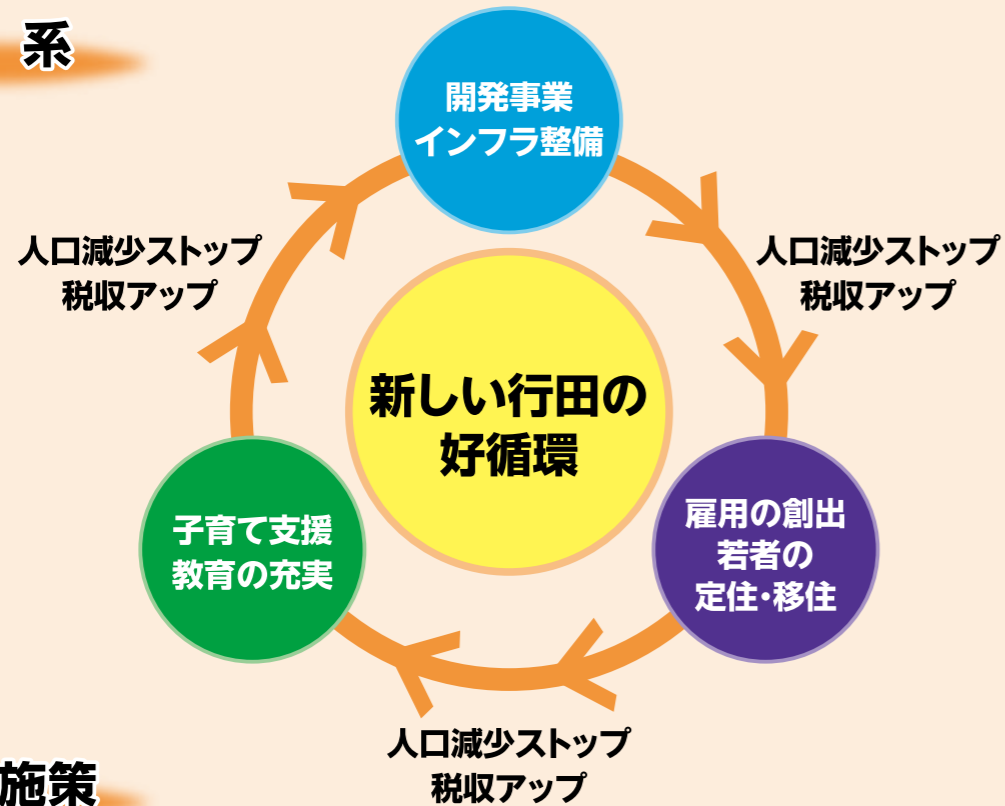 系
開発事業
インフラ整備
人口減少ストップ
税収アップ
人口減少ストップ
税収アップ
新しい行田の
好循環
子育て支援
教育の充実
雇用の創出
若者の
定住・移住
人口減少ストップ
税収アップ
施策